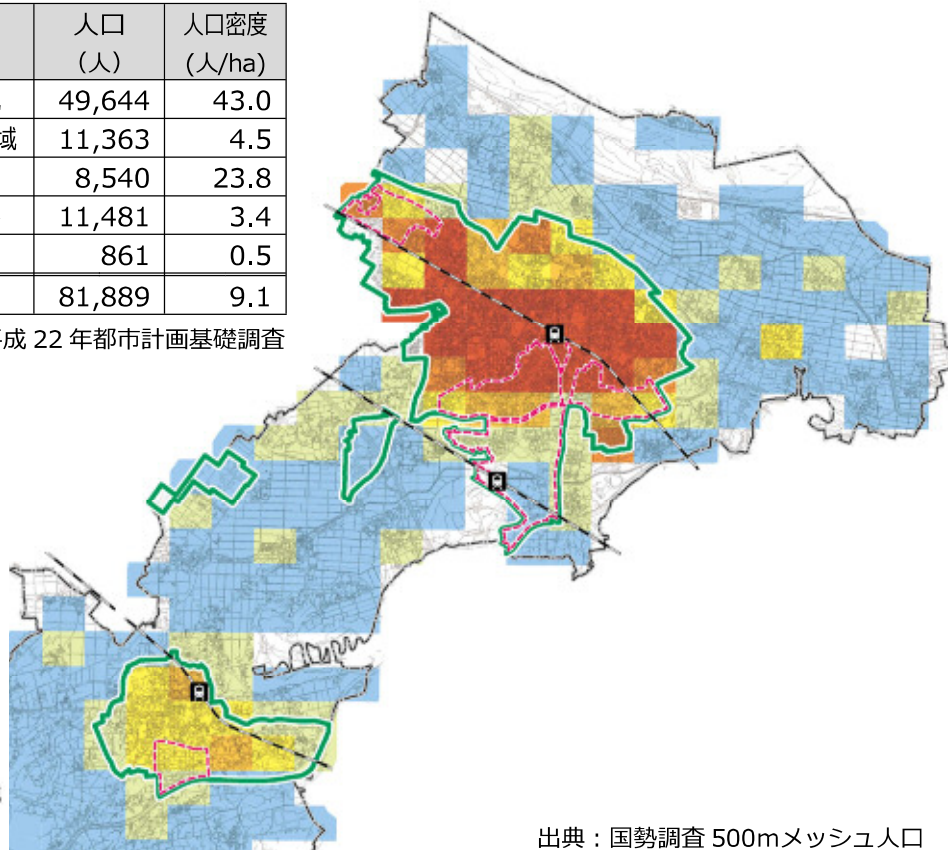 人口 人口密度
(人) (人/ha)
49,644 43.0
域 11,363 4.5
8,540 23.8
11,481 3.4
861 0.5
81,889 9.1
成 22 年都市計画基礎調査
出典：国勢調査 500mメッシュ人口